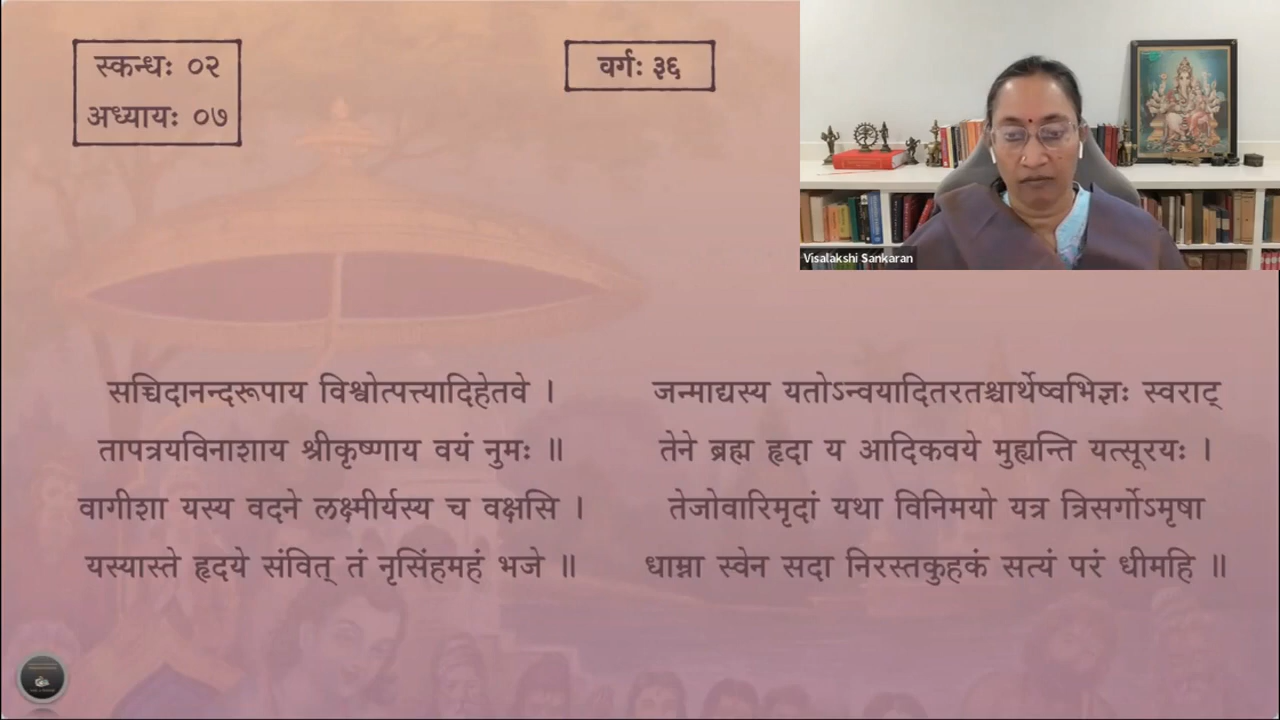 स्कन्धः ०२
अध्यायः ०७
वर्गः ३६
Visalakshi Sankaran
सच्चिदानन्दरूपाय विश्वोत्पत्त्यादिहेतवे ।
तापत्रयविनाशाय श्रीकृष्णाय वयं नुमः ॥
वागीशा यस्य वदने लक्ष्मीर्यस्य च वक्षसि ।
यस्यास्ते हृदये संवित् तं नृसिंहमहं भजे ॥
जन्माद्यस्य यतोऽन्वयादितरतश्चार्थेष्वभिज्ञः स्वराट्
तेने ब्रह्म हृदा य आदिकवये मुह्यन्ति यत्सूरयः ।
तेजोवारिमृदां यथा विनिमयो यत्र त्रिसर्गोऽमृषा
धाम्ना स्वेन सदा निरस्तकुहकं सत्यं परं धीमहि ॥